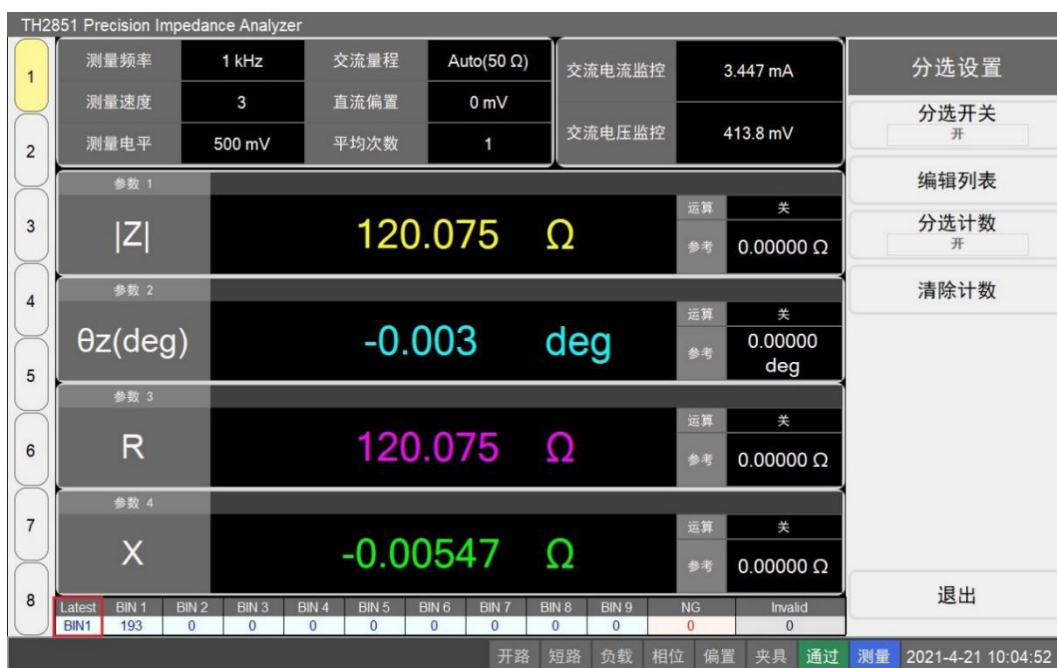 TH2851 Precision Impedance Analyzer
测量频率 1 kHz 交流量程 Auto(50 Ω)
测量速度 3 直流偏置 0 mV
测量电平 500 mV 平均次数 1
交流电流监控 3.447 mA
交流电压监控 413.8 mV
1
2
3
4
5
6
7
8
参数 1
|Z| 120.075 Ω
运算 关
参考 0.00000 Ω
参数 2
θz(deg) -0.003 deg
运算 关
参考 0.00000
deg
参数 3
R 120.075 Ω
运算 关
参考 0.00000 Ω
参数 4
X -0.00547 Ω
运算 关
参考 0.00000 Ω
Latest BIN 1 BIN 2 BIN 3 BIN 4 BIN 5 BIN 6 BIN 7 BIN 8 BIN 9 NG Invalid
BIN1 193 0 0 0 0 0 0 0 0 0 0
分选设置
分选开关
开
编辑列表
分选计数
开
清除计数
退出
开路 短路 负载 相位 偏置 夹具 通过 测量 2021-4-21 10:04:52